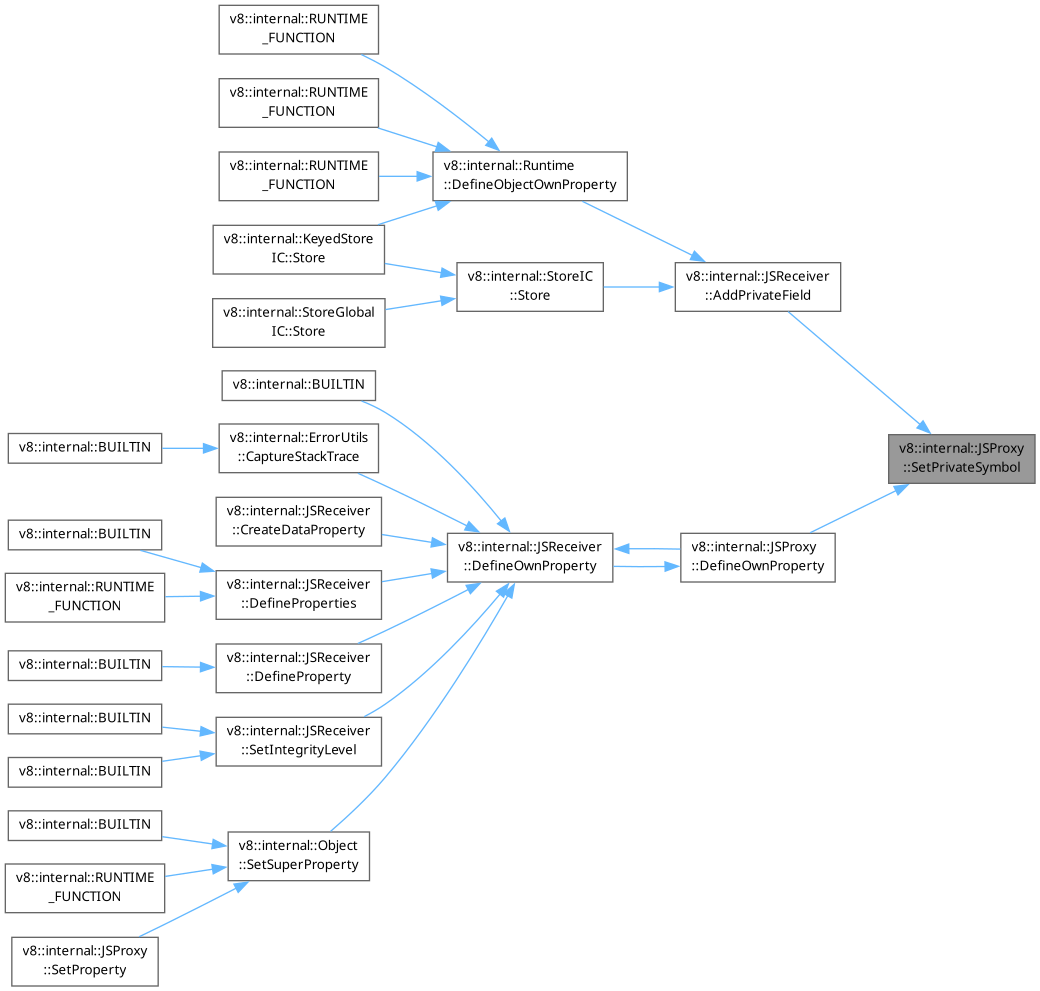 v8::internal::RUNTIME
_FUNCTION
v8::internal::RUNTIME
_FUNCTION
v8::internal::Runtime
::DefineObjectOwnProperty
v8::internal::RUNTIME
_FUNCTION
v8::internal::KeyedStore
IC::Store
v8::internal::StoreIC
::Store
v8::internal::JSReceiver
::AddPrivateField
v8::internal::StoreGlobal
IC::Store
v8::internal::BUILTIN
v8::internal::BUILTIN
v8::internal::ErrorUtils
::CaptureStackTrace
v8::internal::JSProxy
::SetPrivateSymbol
v8::internal::JSReceiver
::CreateDataProperty
v8::internal::BUILTIN
v8::internal::JSReceiver
::DefineOwnProperty
v8::internal::JSProxy
::DefineOwnProperty
v8::internal::RUNTIME
_FUNCTION
v8::internal::JSReceiver
::DefineProperties
v8::internal::BUILTIN
v8::internal::JSReceiver
::DefineProperty
v8::internal::BUILTIN
v8::internal::JSReceiver
::SetIntegrityLevel
v8::internal::BUILTIN
v8::internal::BUILTIN
v8::internal::Object
::SetSuperProperty
v8::internal::RUNTIME
_FUNCTION
v8::internal::JSProxy
::SetProperty